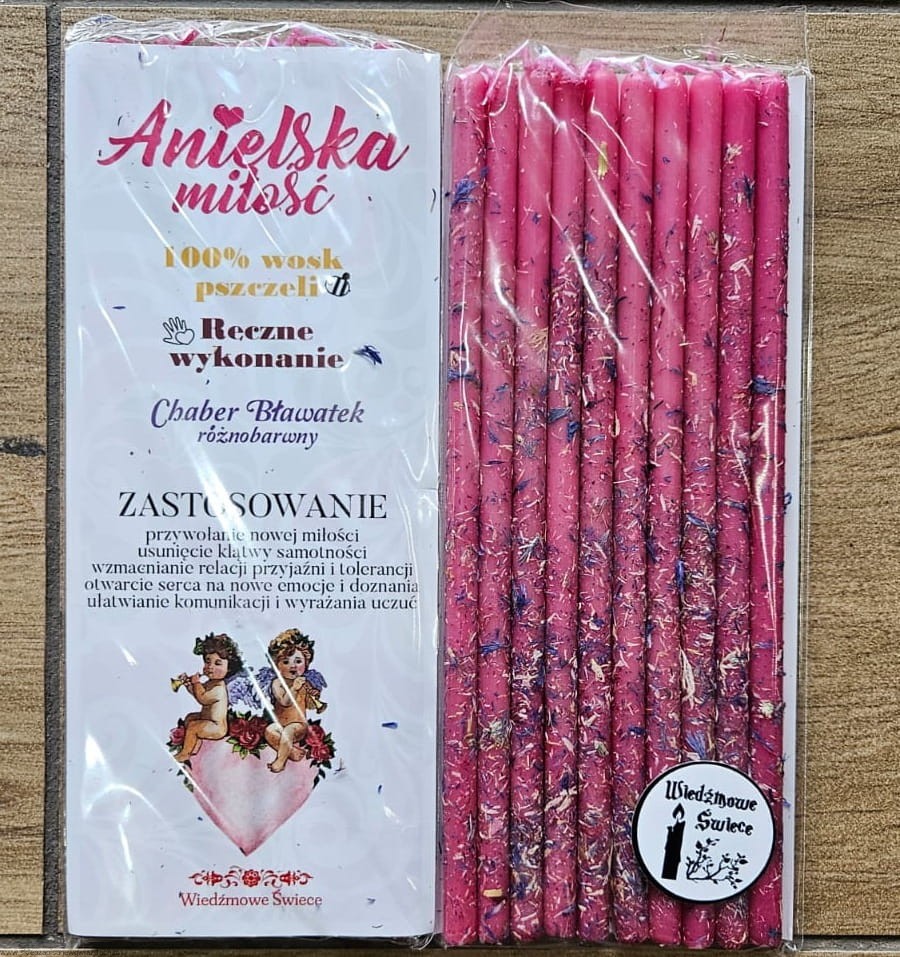 Anielska
miłość
100% wosk
pszczeli
Ręczne
wykonanie
Chaber Bławatek
różnobarwny
ZASTOSOWANIE
przywołanie nowej miłości
usunięcie klątwy samotności
wzmacnianie relacji przyjaźni i tolerancji
otwarcie serca na nowe emocje i doznania
ułatwianie komunikacji i wyrażania uczuć
Wiedźmowe Świece
Wiedźmowe
Świece